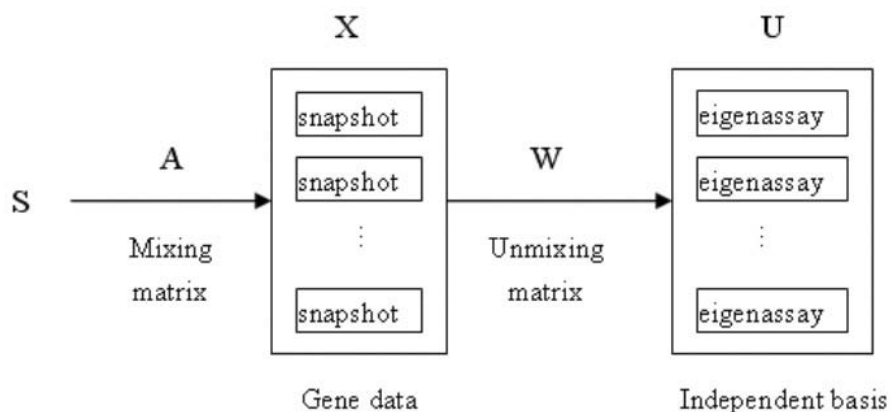 X
U
snapshot
eigenassay
A
snapshot
W
eigenassay
S
⋮
⋮
Mixing
matrix
Unmixing
matrix
snapshot
eigenassay
Gene data
Independent basis